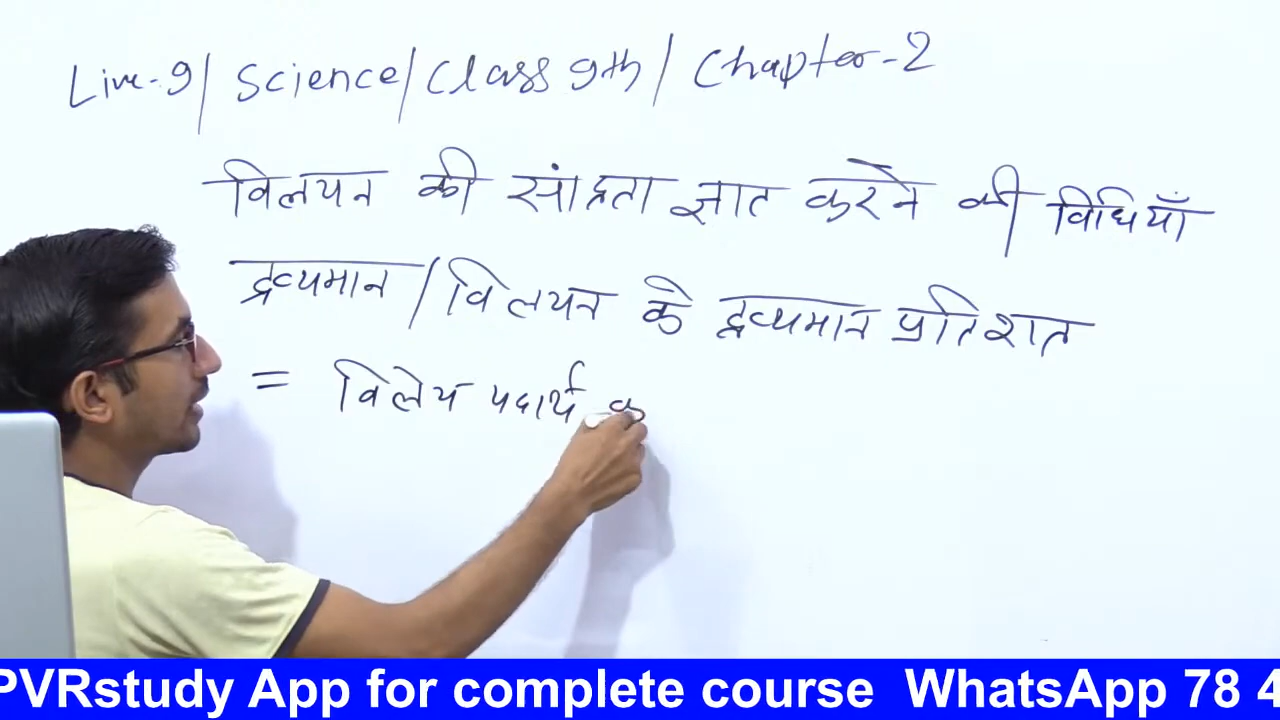 Live-9/Science/Class 9th/Chapter-2
विलयन की सांद्रता ज्ञात करने की विधियाँ
द्रव्यमान/विलयन के द्रव्यमान प्रतिशत
= विलेय पदार्थ क
PVRstudy App for complete course WhatsApp 78 4